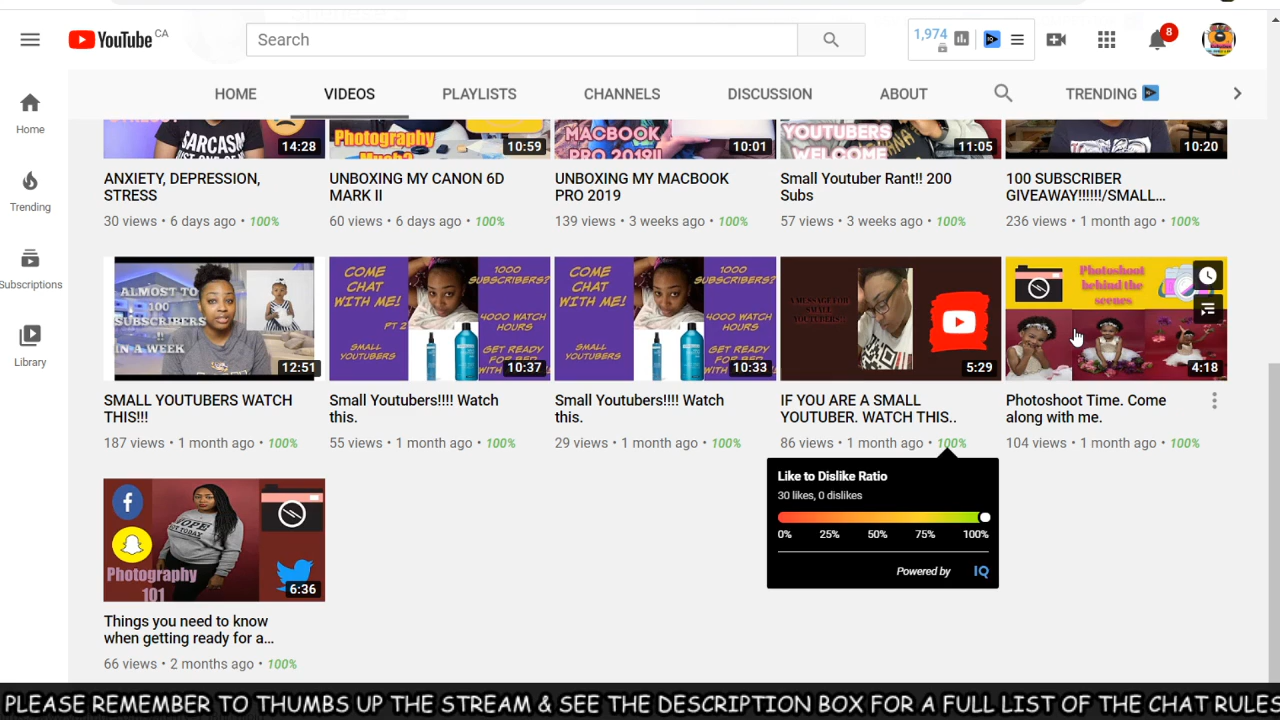 YouTube CA
Search
1,974
8
HOME
VIDEOS
PLAYLISTS
CHANNELS
DISCUSSION
ABOUT
TRENDING
Home
Trending
Subscriptions
Library
SARCASM
14:28
ANXIETY, DEPRESSION,
STRESS
30 views • 6 days ago • 100%
Photography
10:59
UNBOXING MY CANON 6D
MARK II
60 views • 6 days ago • 100%
MACBOOK
PRO 2019!!
10:01
UNBOXING MY MACBOOK
PRO 2019
139 views • 3 weeks ago • 100%
YOUTUBERS
WELCOME
11:05
Small Youtuber Rant!! 200
Subs
57 views • 3 weeks ago • 100%
10:20
100 SUBSCRIBER
GIVEAWAY!!!!!!/SMALL...
236 views • 1 month ago • 100%
ALMOST TO
100
SUBSCRIBERS
!!
IN A WEEK
12:51
SMALL YOUTUBERS WATCH
THIS!!!
187 views • 1 month ago • 100%
COME
CHAT
WITH ME!
PT 2
SMALL
YOUTUBERS
1000
SUBSCRIBERS?
4000 WATCH
HOURS
GET READY
FOR BED
10:37
Small Youtubers!!!! Watch
this.
55 views • 1 month ago • 100%
COME
CHAT
WITH ME!
SMALL
YOUTUBERS
1000
SUBSCRIBERS?
4000 WATCH
HOURS
GET READY
FOR BED
10:33
Small Youtubers!!!! Watch
this.
29 views • 1 month ago • 100%
A MESSAGE FOR
SMALL
YOUTUBERS...
5:29
IF YOU ARE A SMALL
YOUTUBER. WATCH THIS..
86 views • 1 month ago • 100%
Photoshoot
behind the
scenes
4:18
Photoshoot Time. Come
along with me.
104 views • 1 month ago • 100%
Like to Dislike Ratio
30 likes, 0 dislikes
0% 25% 50% 75% 100%
Powered by IQ
NOPE
NOT TODAY
Photography
101
6:36
Things you need to know
when getting ready for a...
66 views • 2 months ago • 100%
PLEASE REMEMBER TO THUMBS UP THE STREAM & SEE THE DESCRIPTION BOX FOR A FULL LIST OF THE CHAT RULES